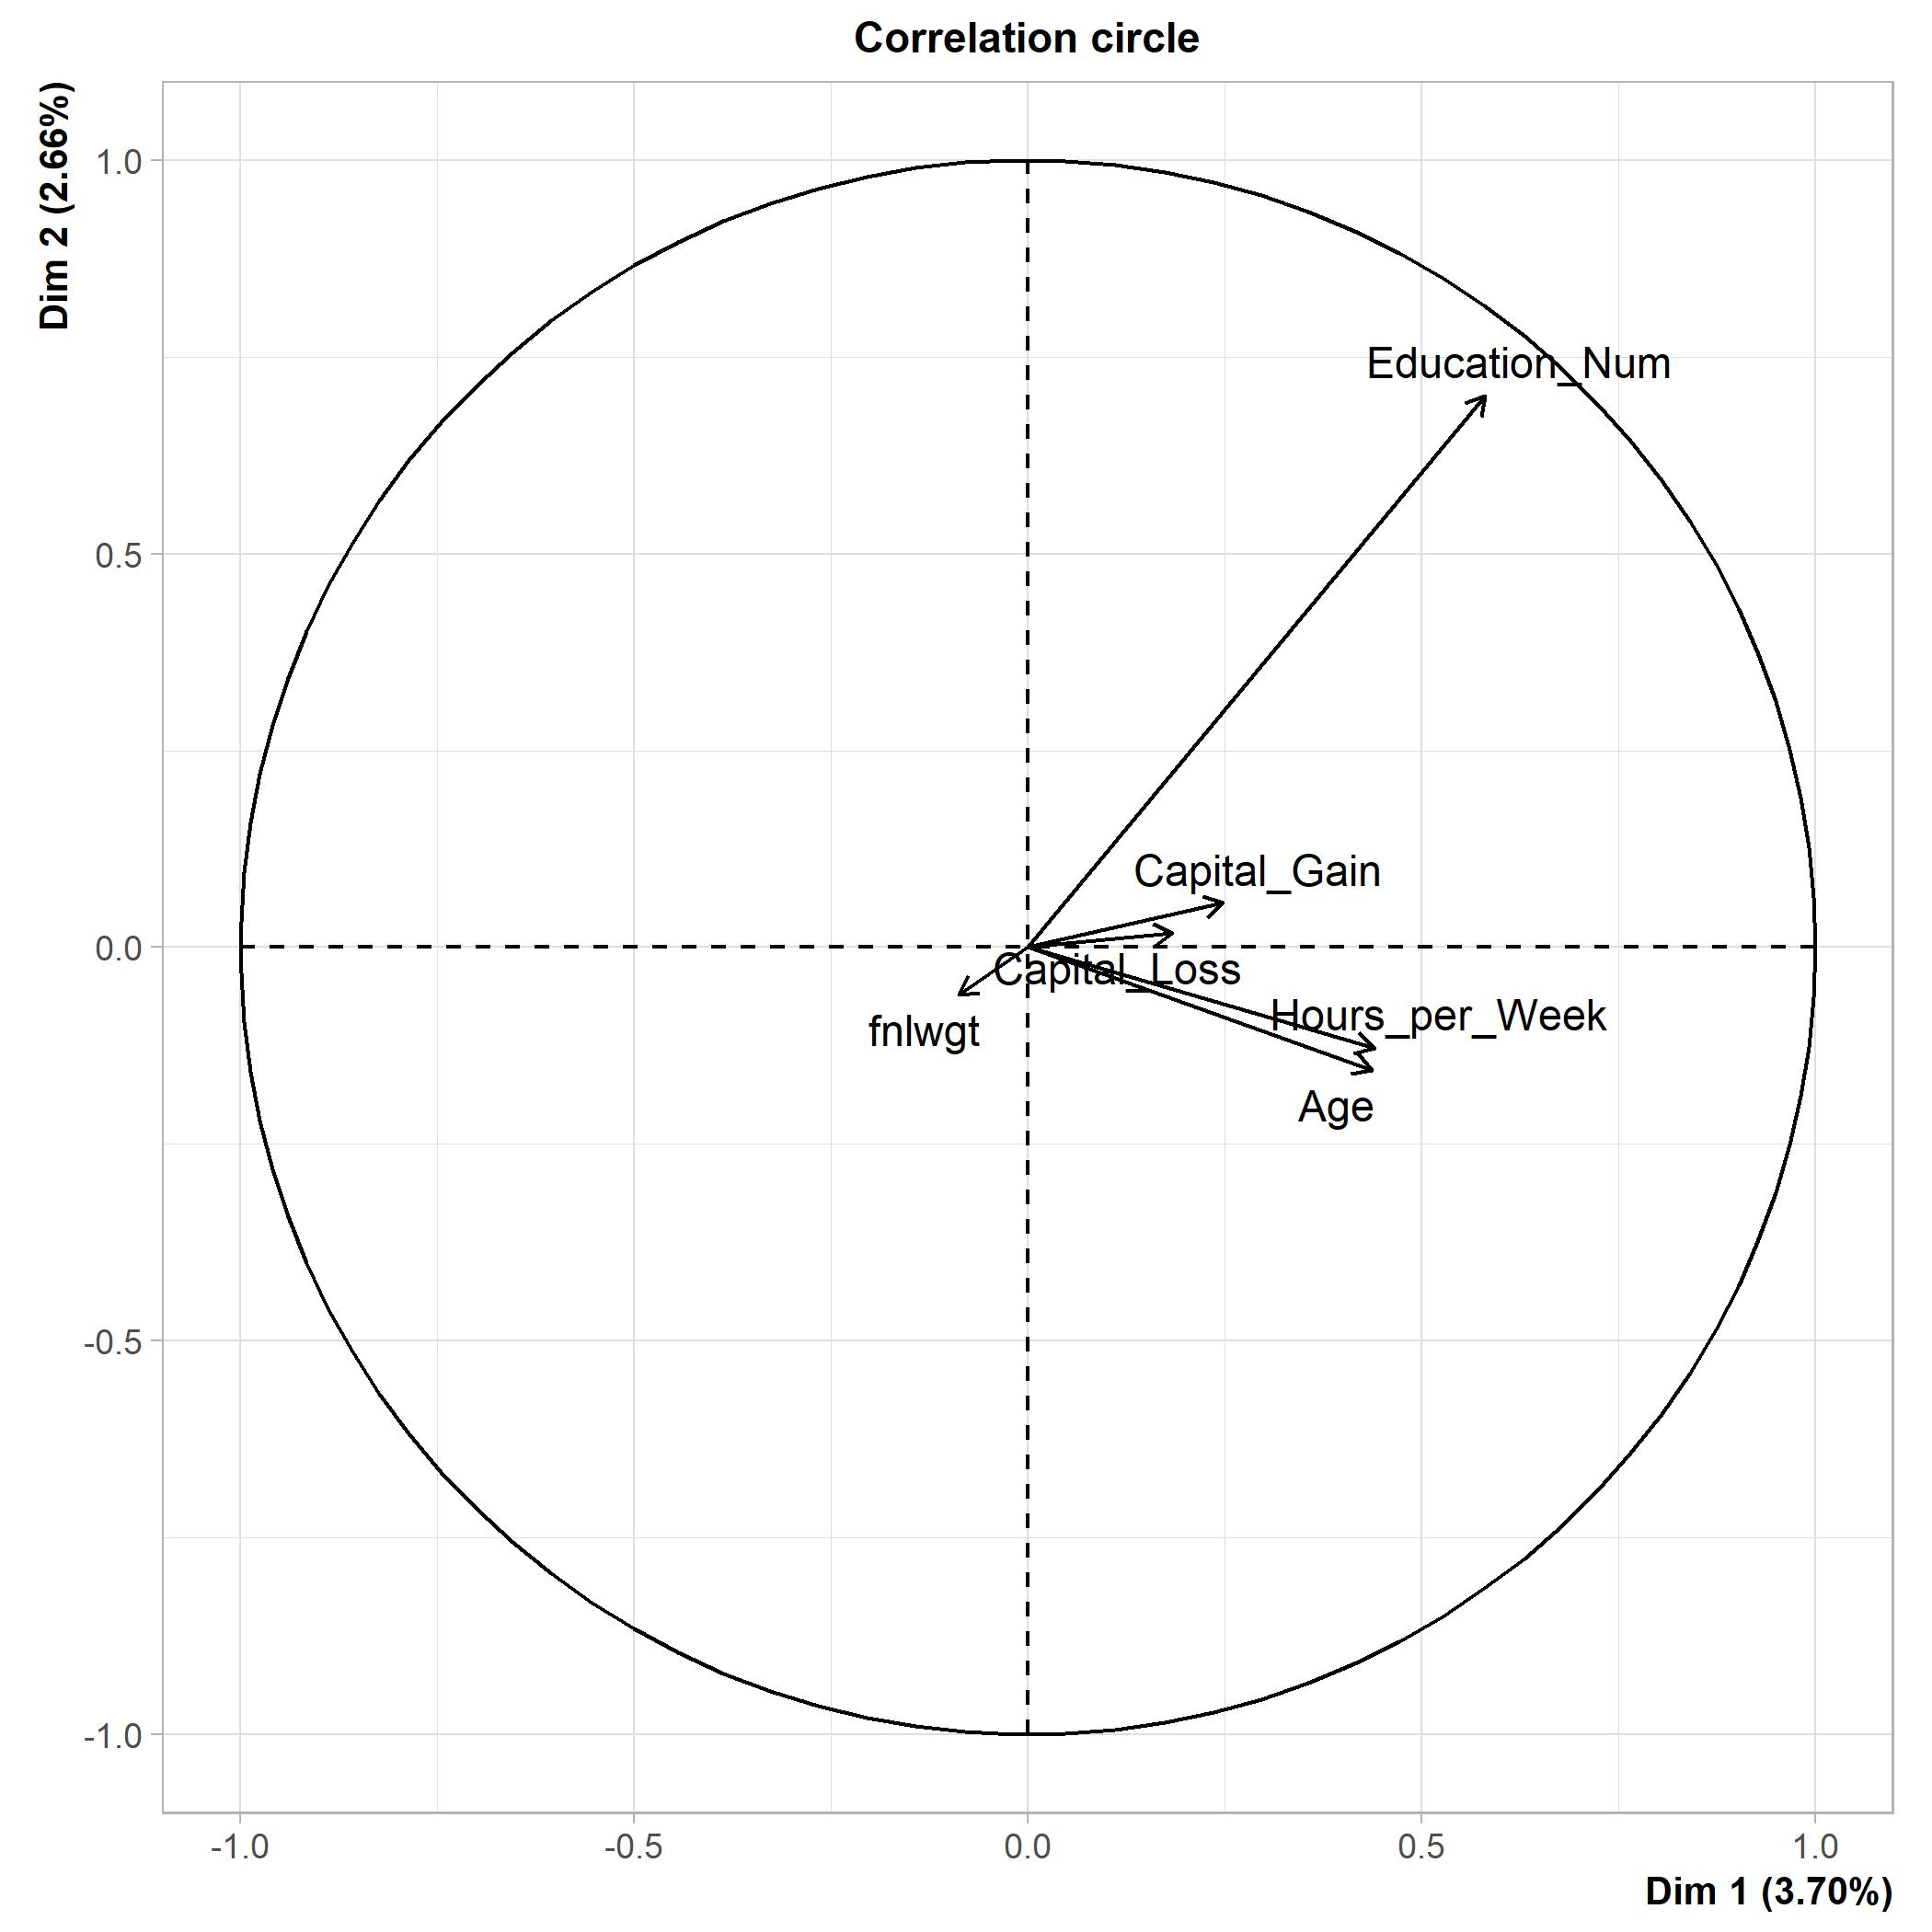 Correlation circle
Dim 2 (2.66%)
1.0
0.5
0.0
-0.5
-1.0
Education_Num
Capital_Gain
Capital_Loss
Hours_per_Week
fnlwgt
Age
-1.0
-0.5
0.0
0.5
1.0
Dim 1 (3.70%)